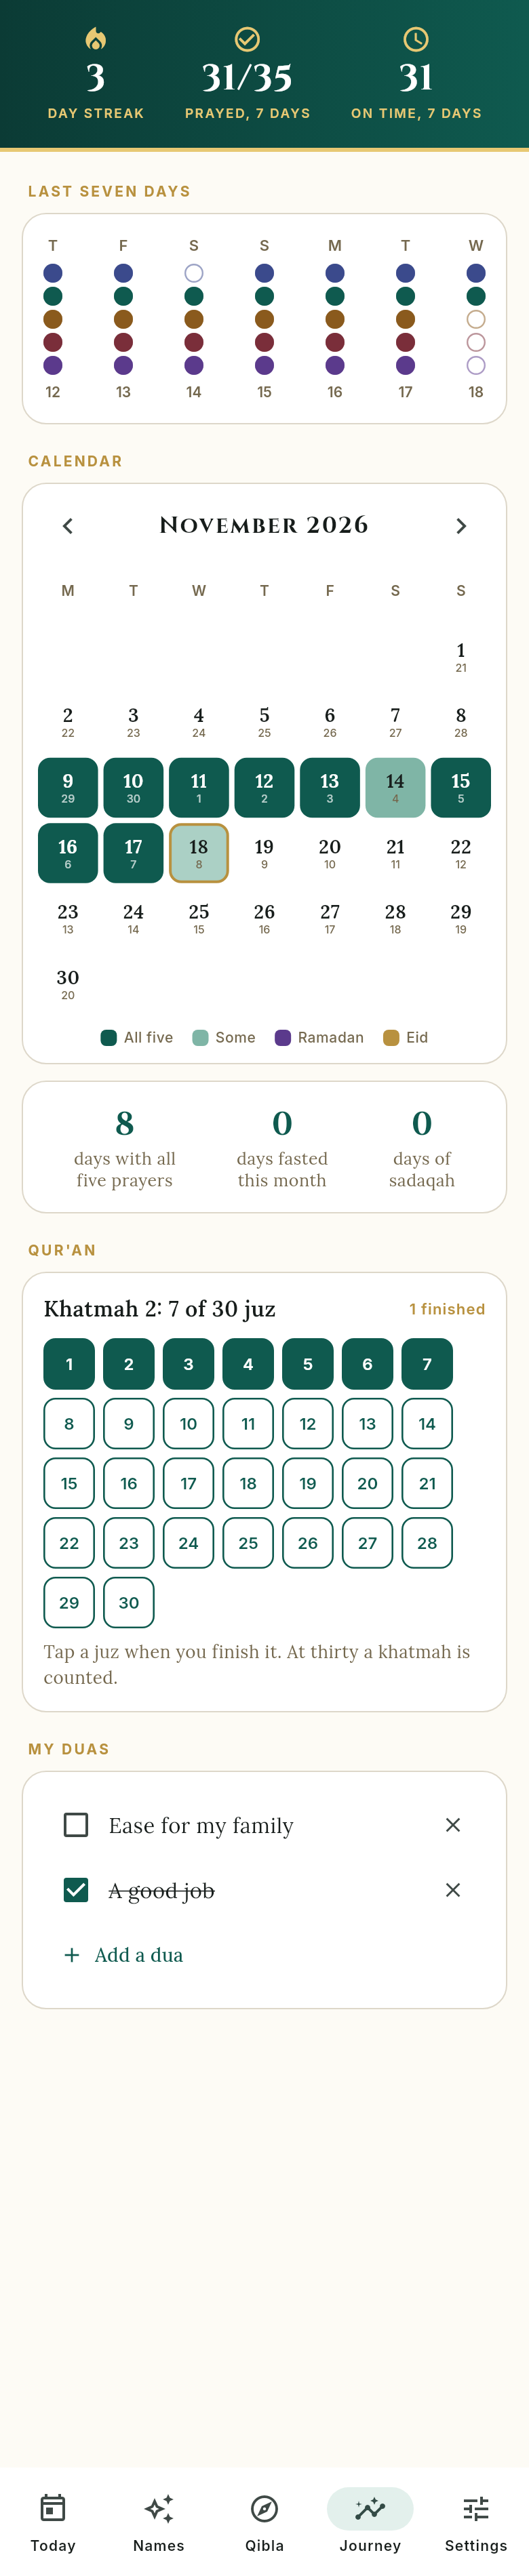 3 31/35 31
DAY STREAK PRAYED, 7 DAYS ON TIME, 7 DAYS
LAST SEVEN DAYS
T F S S M T W
12 13 14 15 16 17 18
CALENDAR
November 2026
M T W T F S S
1
21
2 3 4 5 6 7 8
22 23 24 25 26 27 28
9 10 11 12 13 14 15
29 30 1 2 3 4 5
16 17 18 19 20 21 22
6 7 8 9 10 11 12
23 24 25 26 27 28 29
13 14 15 16 17 18 19
30
20
All five Some Ramadan Eid
8 0 0
days with all days fasted days of
five prayers this month sadaqah
QUR'AN
Khatmah 2: 7 of 30 juz 1 finished
1 2 3 4 5 6 7
8 9 10 11 12 13 14
15 16 17 18 19 20 21
22 23 24 25 26 27 28
29 30
Tap a juz when you finish it. At thirty a khatmah is
counted.
MY DUAS
Ease for my family
A good job
Add a dua
Today Names Qibla Journey Settings